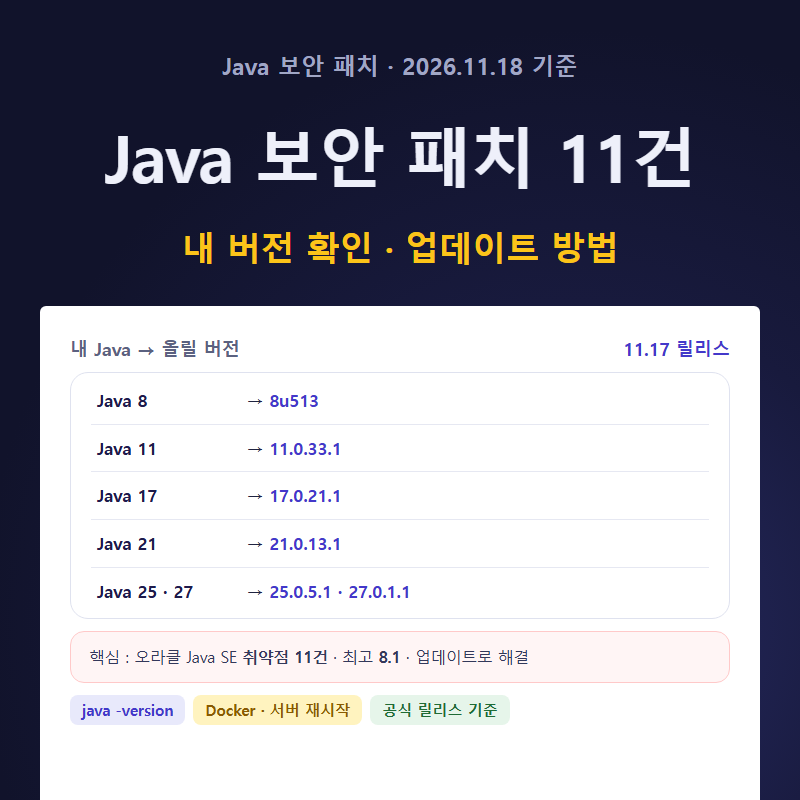 Java 보안 패치 · 2026.11.18 기준
Java 보안 패치 11건
내 버전 확인 · 업데이트 방법
내 Java → 올릴 버전 11.17 릴리스
Java 8 → 8u513
Java 11 → 11.0.33.1
Java 17 → 17.0.21.1
Java 21 → 21.0.13.1
Java 25 · 27 → 25.0.5.1 · 27.0.1.1
핵심 : 오라클 Java SE 취약점 11건 · 최고 8.1 · 업데이트로 해결
java -version Docker · 서버 재시작 공식 릴리스 기준